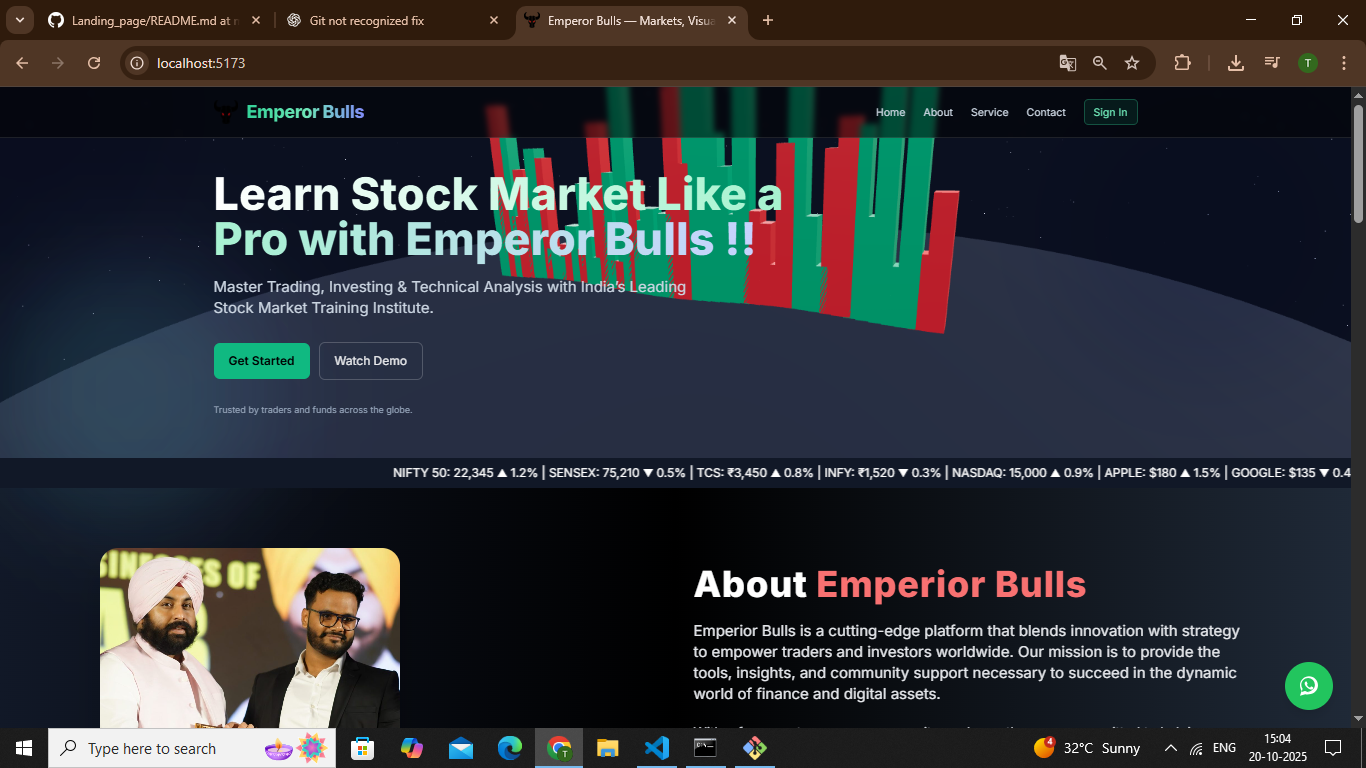 Landing_page/README.md at n
Git not recognized fix
Emperor Bulls — Markets, Visua
localhost:5173
T
Emperor Bulls
Home
About
Service
Contact
Sign In
Learn Stock Market Like a
Pro with Emperor Bulls !!
Master Trading, Investing & Technical Analysis with India's Leading
Stock Market Training Institute.
Get Started
Watch Demo
Trusted by traders and funds across the globe.
NIFTY 50: 22,345 ▲ 1.2% | SENSEX: 75,210 ▼ 0.5% | TCS: ₹3,450 ▲ 0.8% | INFY: ₹1,520 ▼ 0.3% | NASDAQ: 15,000 ▲ 0.9% | APPLE: $180 ▲ 1.5% | GOOGLE: $135 ▼ 0.4
About Emperior Bulls
Emperior Bulls is a cutting-edge platform that blends innovation with strategy
to empower traders and investors worldwide. Our mission is to provide the
tools, insights, and community support necessary to succeed in the dynamic
world of finance and digital assets.
Type here to search
4
32°C Sunny
ENG
15:04
20-10-2025